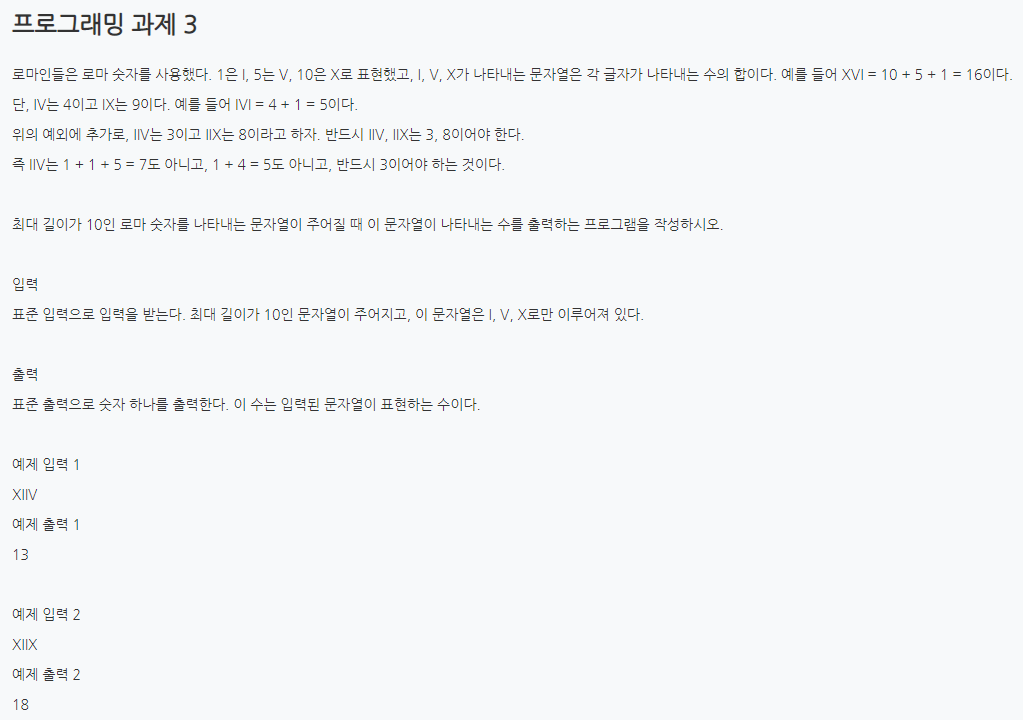 프로그래밍 과제 3
로마인들은 로마 숫자를 사용했다. 1은 I, 5는 V, 10은 X로 표현했고, I, V, X가 나타내는 문자열은 각 글자가 나타내는 수의 합이다. 예를 들어 XVI = 10 + 5 + 1 = 16이다.
단, IV는 4이고 IX는 9이다. 예를 들어 IVI = 4 + 1 = 5이다.
위의 예외에 추가로, IIV는 3이고 IIX는 8이라고 하자. 반드시 IIV, IIX는 3, 8이어야 한다.
즉 IIV는 1 + 1 + 5 = 7도 아니고, 1 + 4 = 5도 아니고, 반드시 3이어야 하는 것이다.
최대 길이가 10인 로마 숫자를 나타내는 문자열이 주어질 때 이 문자열이 나타내는 수를 출력하는 프로그램을 작성하시오.
입력
표준 입력으로 입력을 받는다. 최대 길이가 10인 문자열이 주어지고, 이 문자열은 I, V, X로만 이루어져 있다.
출력
표준 출력으로 숫자 하나를 출력한다. 이 수는 입력된 문자열이 표현하는 수이다.
예제 입력 1
XIIV
예제 출력 1
13
예제 입력 2
XIIX
예제 출력 2
18